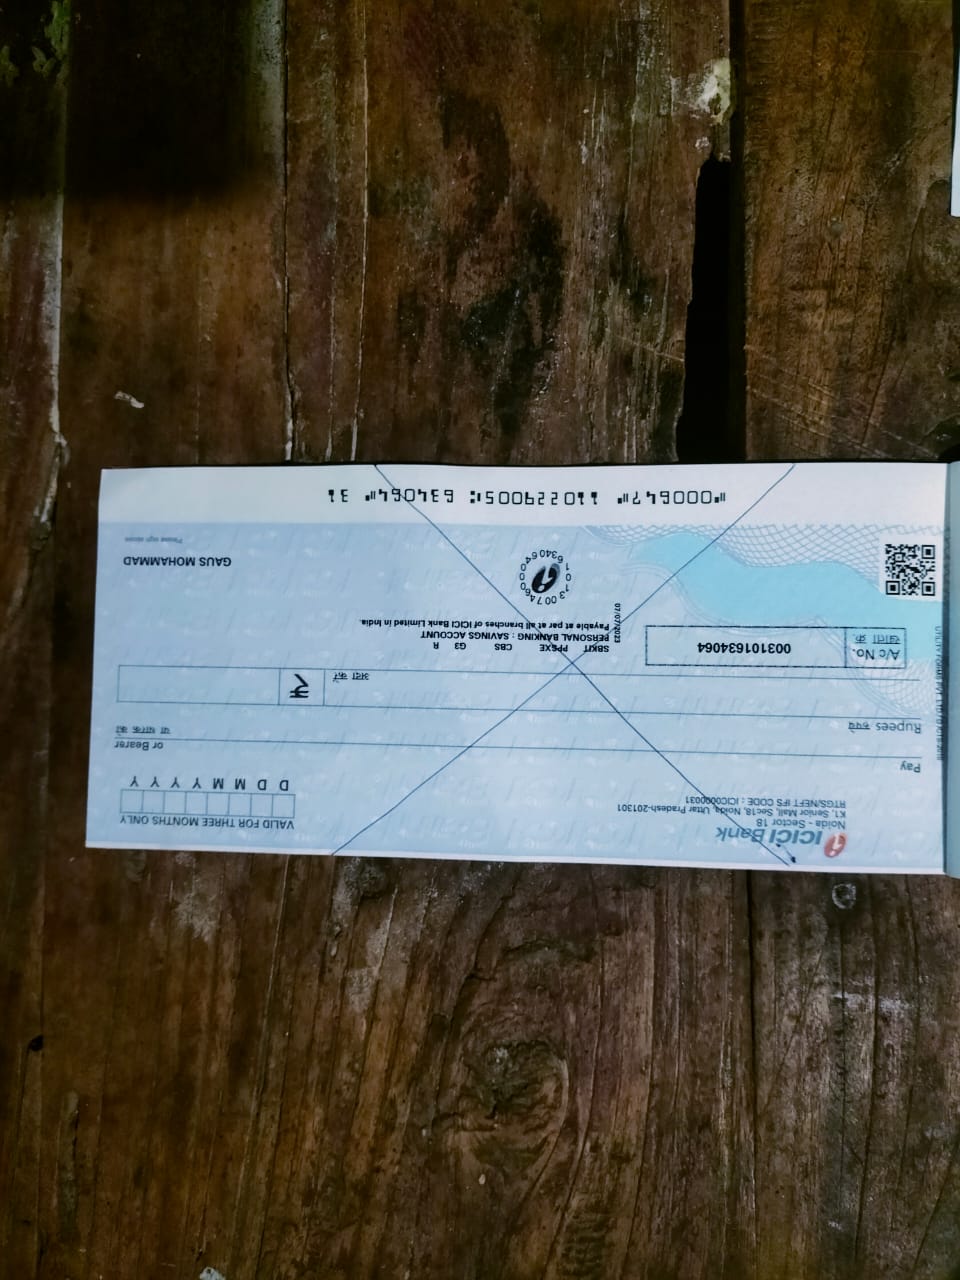 ICICI Bank
Noida - Sector 18
K1, Senior Mall, Sec18, Noida, Uttar Pradesh-201301
RTGS/NEFT IFS CODE : ICIC0000031
VALID FOR THREE MONTHS ONLY
D D M M Y Y Y Y
Pay
or Bearer
या धारक को
Rupees रुपये
अदा करें ₹
A/c No.
खाता क्र.
003101634064
SBKIT PPSXE CBS G3 R
PERSONAL BANKING : SAVINGS ACCOUNT
Payable at par at all branches of ICICI Bank Limited in India.
07/07/2023
GAUS MOHAMMAD
Please sign above
⑈000647⑈ 110229005⑆ 634064⑈ 31